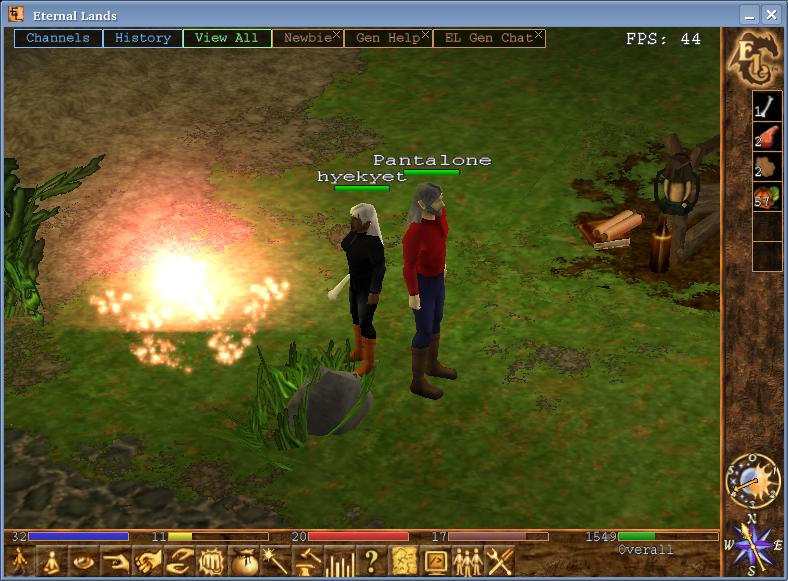 Eternal Lands
Channels History View All Newbie Gen Help EL Gen Chat
FPS: 44
Pantalone
hyekyet
1
2
2
57
32 11 20 17 1549
Overall
N
W E
S